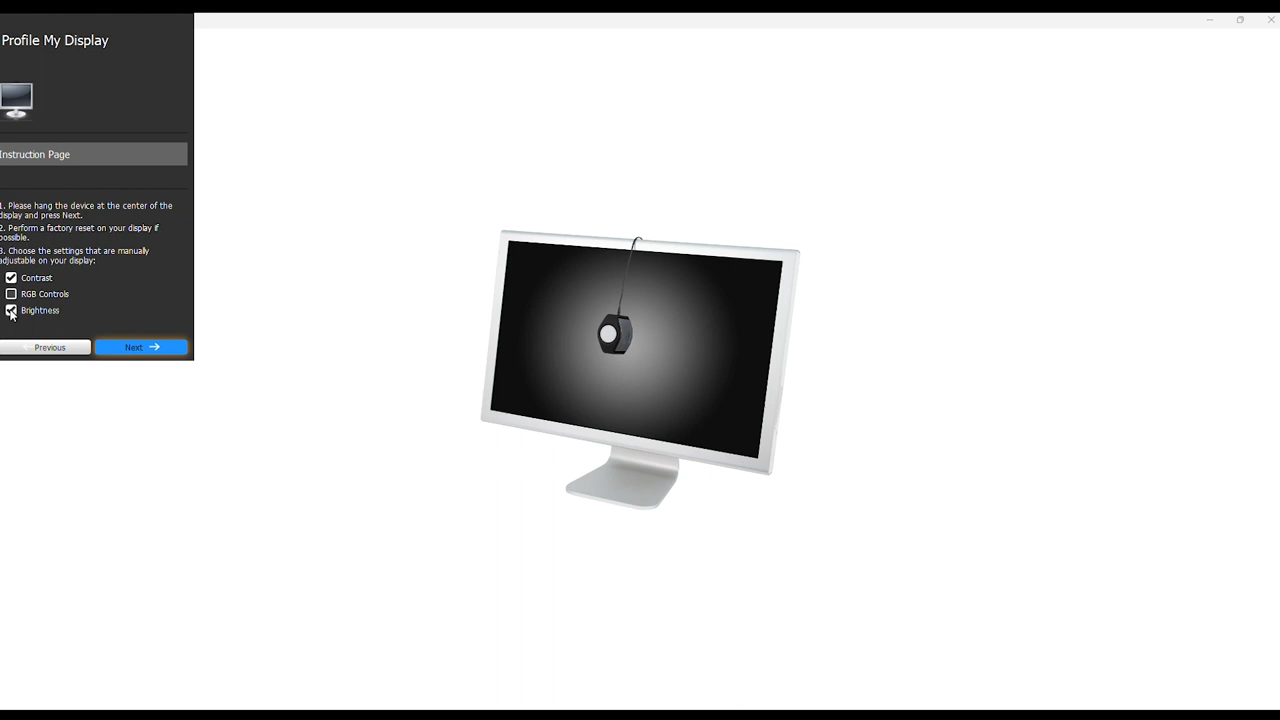 Profile My Display
Instruction Page
1. Please hang the device at the center of the
display and press Next.
2. Perform a factory reset on your display if
possible.
3. Choose the settings that are manually
adjustable on your display:
Contrast
RGB Controls
Brightness
Previous
Next